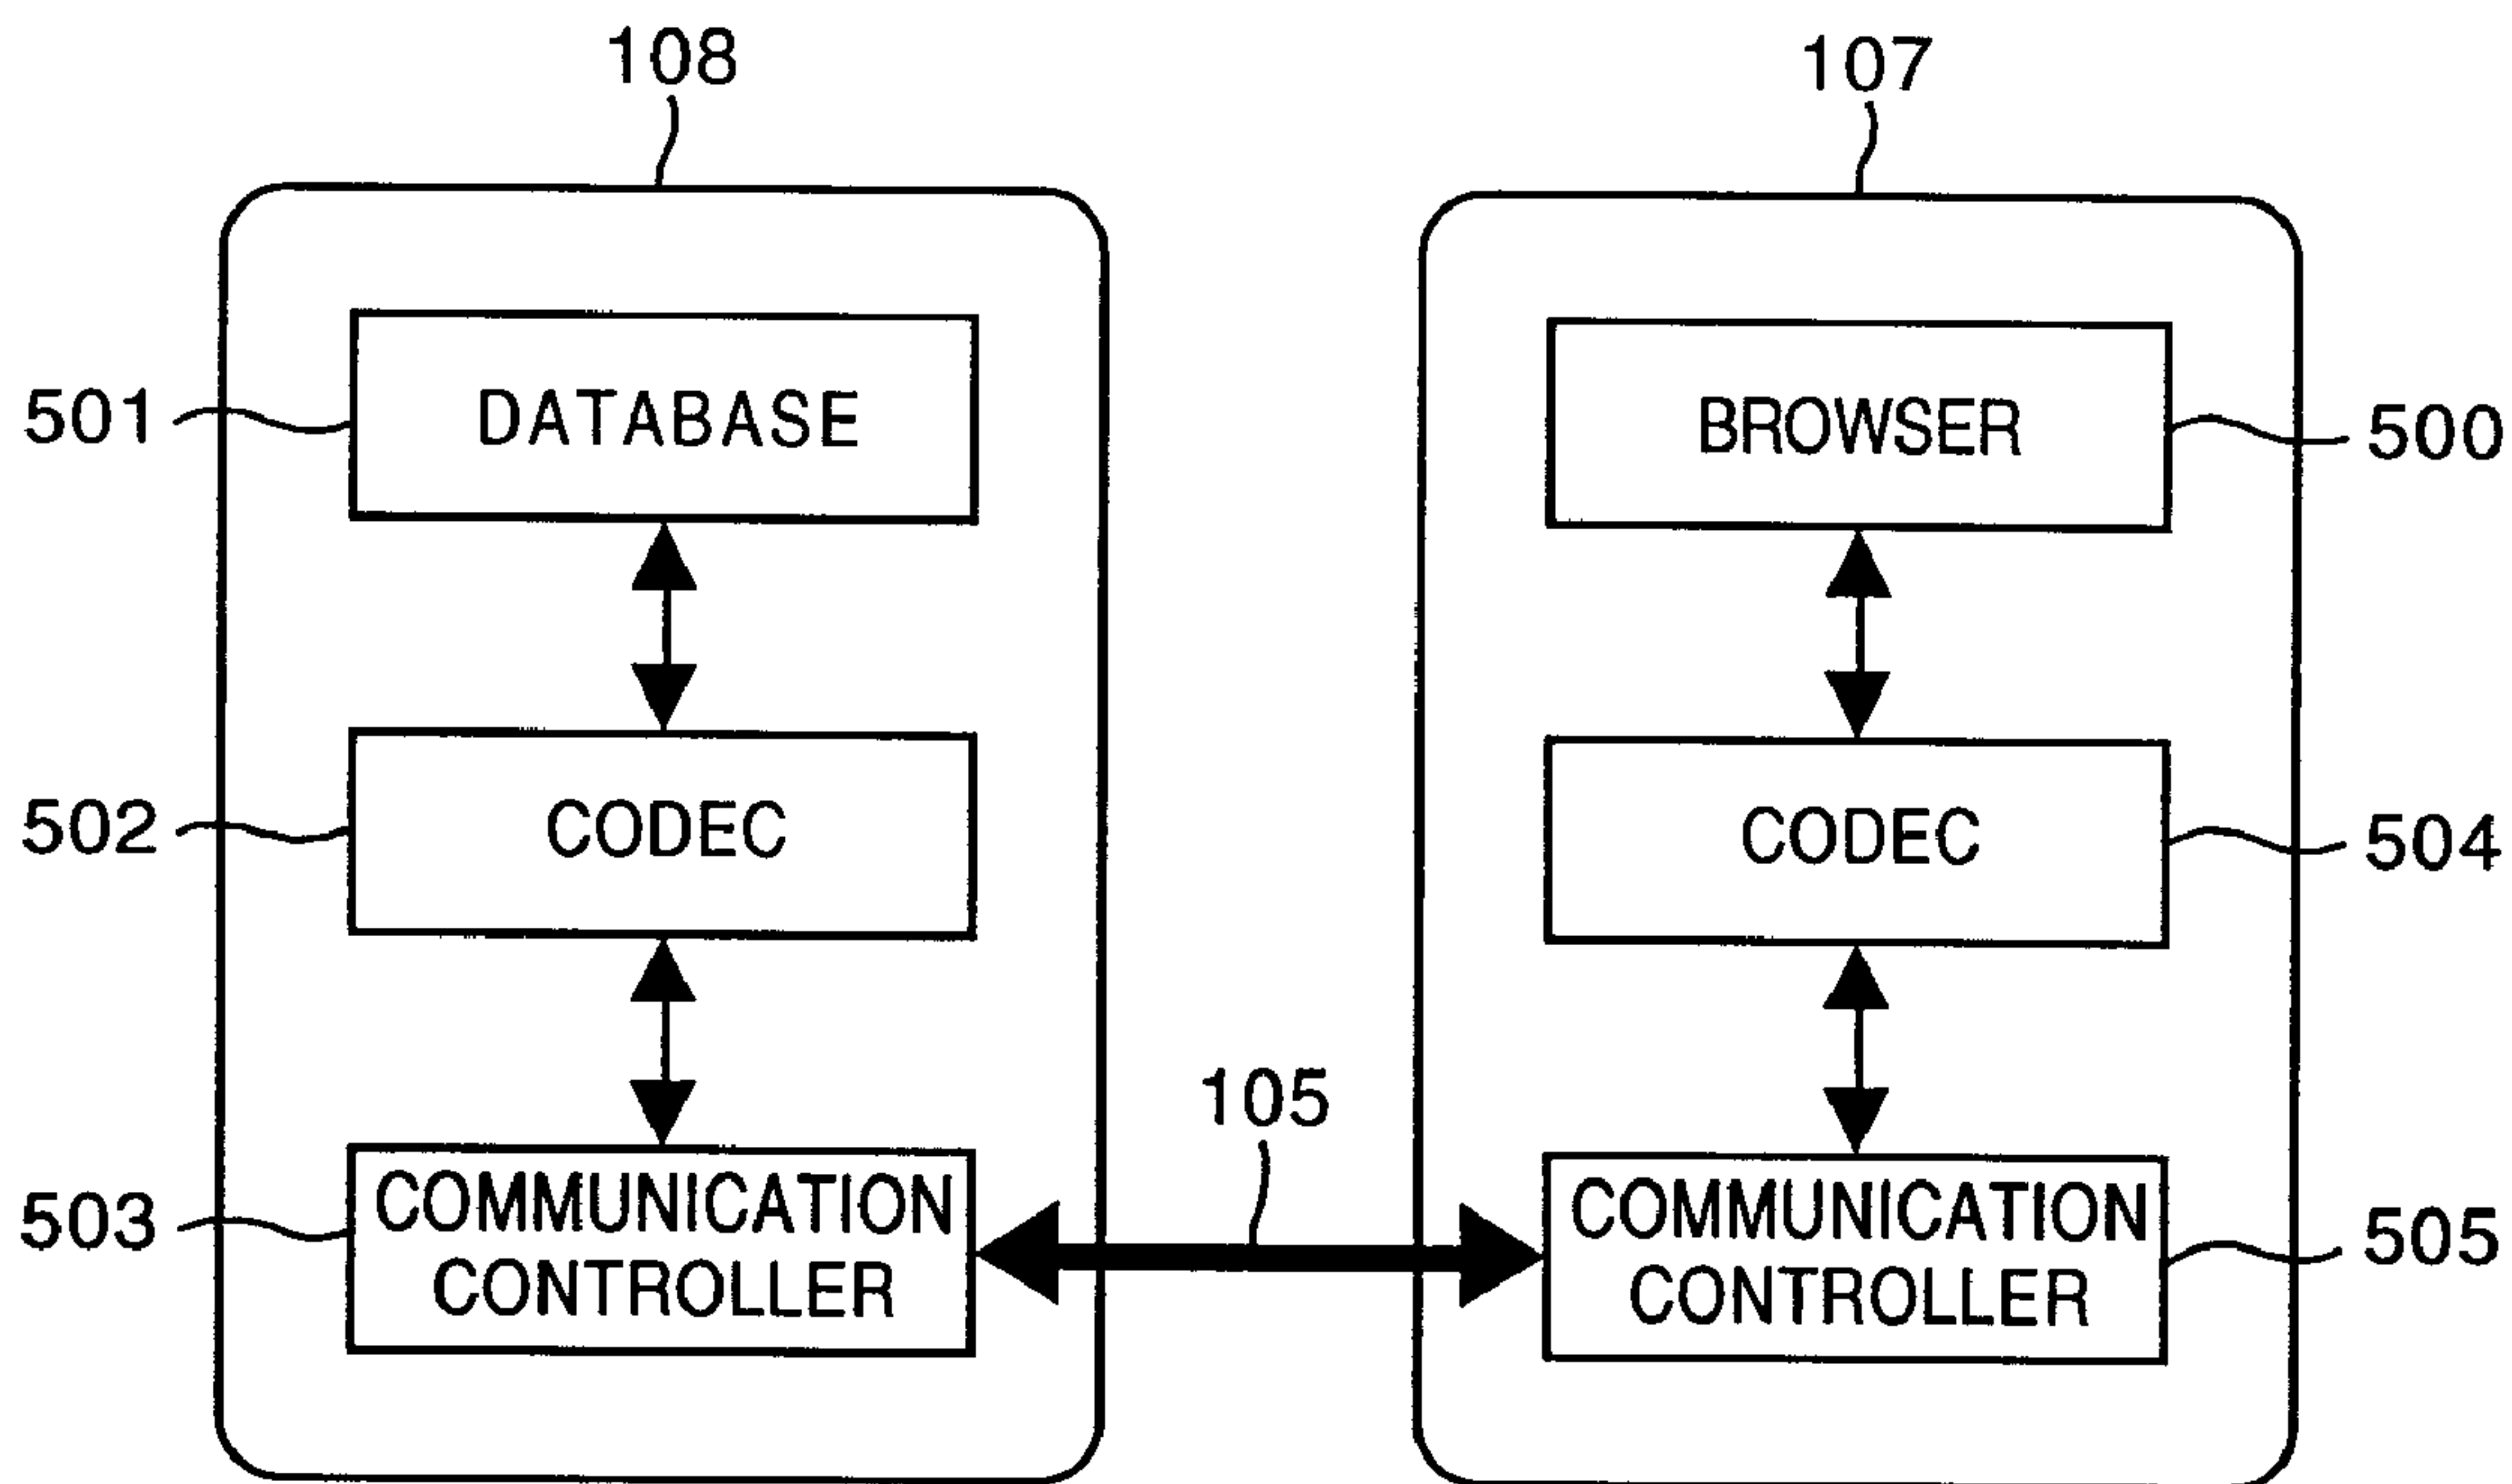 108
107
501
DATABASE
BROWSER
500
502
CODEC
CODEC
504
105
503
COMMUNICATION
CONTROLLER
COMMUNICATION
CONTROLLER
505